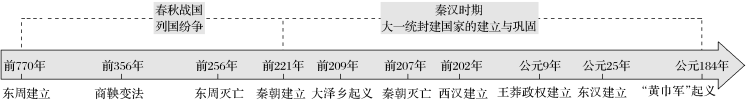 春秋战国
列国纷争
秦汉时期
大一统封建国家的建立与巩固
前770年 前356年 前256年 前221年 前209年 前207年 前202年 公元9年 公元25年 公元184年
东周建立 商鞅变法 东周灭亡 秦朝建立 大泽乡起义 秦朝灭亡 西汉建立 王莽政权建立 东汉建立 “黄巾军”起义